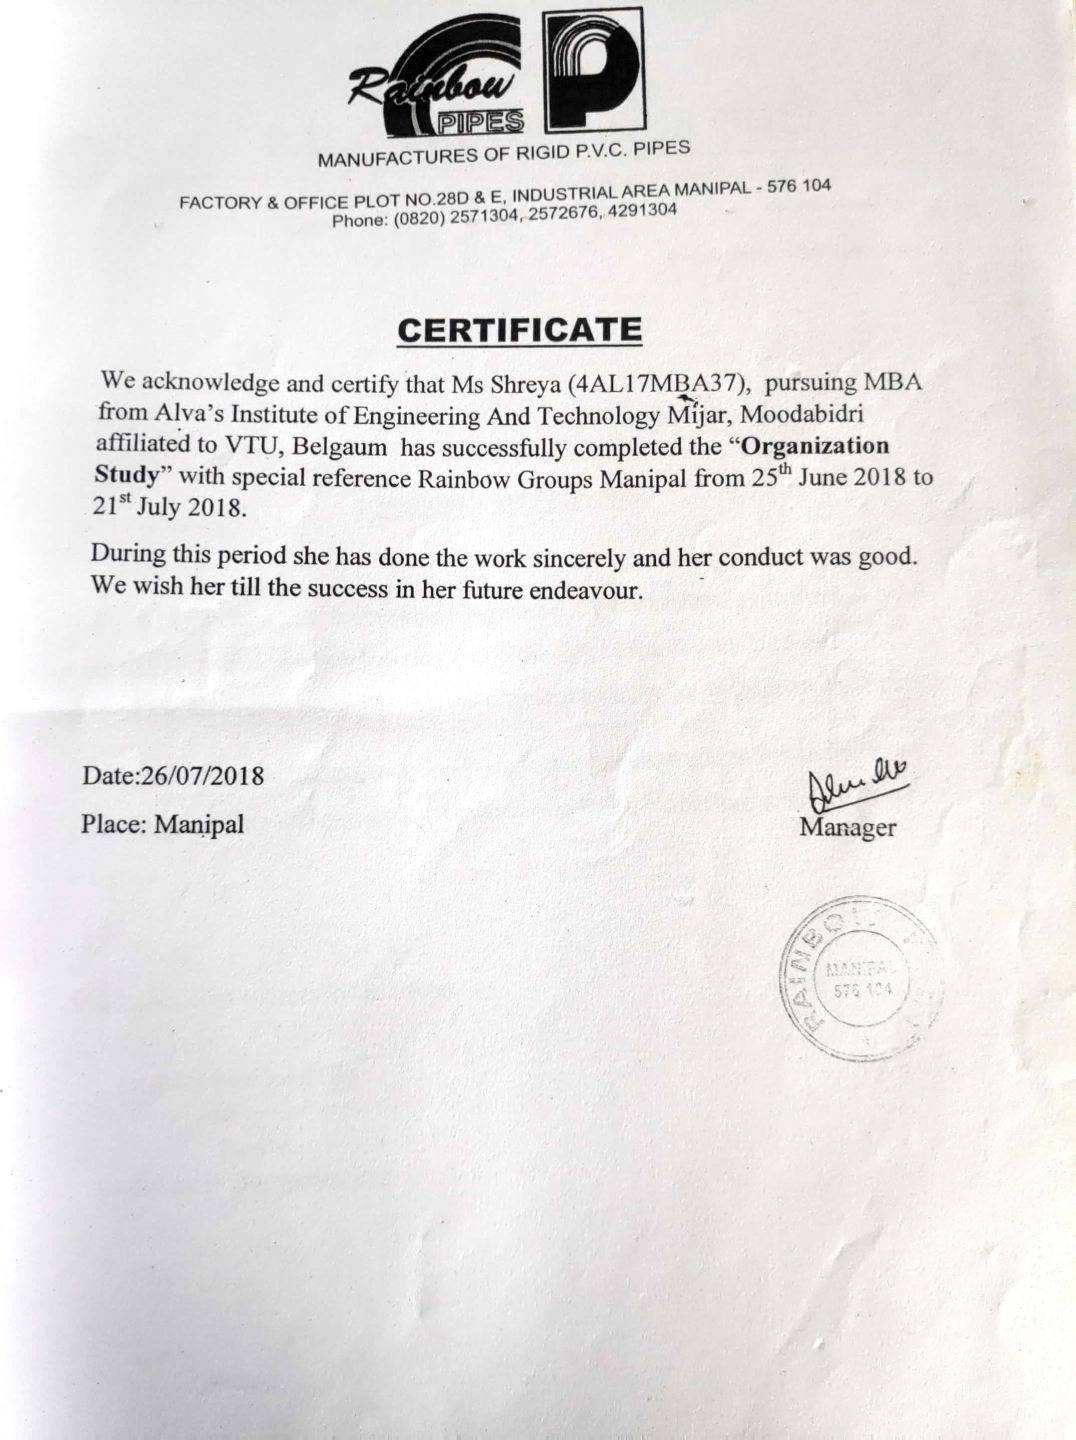 Rainbow
PIPES
MANUFACTURES OF RIGID P.V.C. PIPES
FACTORY & OFFICE PLOT NO.28D & E, INDUSTRIAL AREA MANIPAL - 576 104
Phone: (0820) 2571304, 2572676, 4291304
CERTIFICATE
We acknowledge and certify that Ms Shreya (4AL17MBA37), pursuing MBA
from Alva's Institute of Engineering And Technology Mijar, Moodabidri
affiliated to VTU, Belgaum has successfully completed the “Organization
Study” with special reference Rainbow Groups Manipal from 25th June 2018 to
21st July 2018.
During this period she has done the work sincerely and her conduct was good.
We wish her till the success in her future endeavour.
Date:26/07/2018
Place: Manipal
Manager
RAINBOW
MANIPAL
576 104